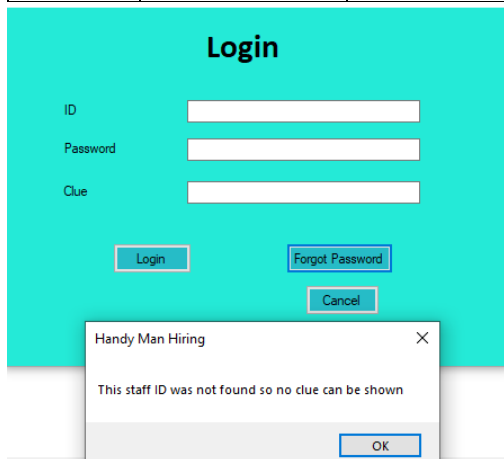 Login
ID
Password
Clue
Login
Forgot Password
Cancel
Handy Man Hiring
This staff ID was not found so no clue can be shown
OK